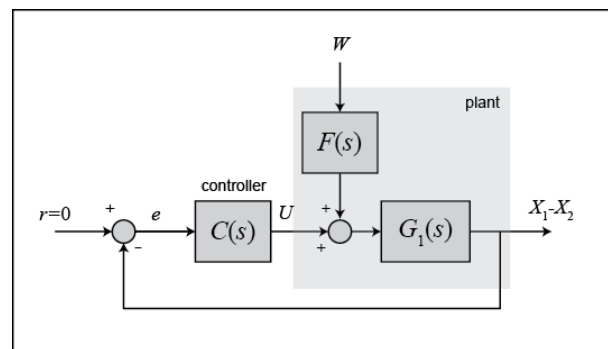 W
plant
F(s)
controller
r=0
+
e
-
C(s)
U
+
+
G₁(s)
X₁-X₂